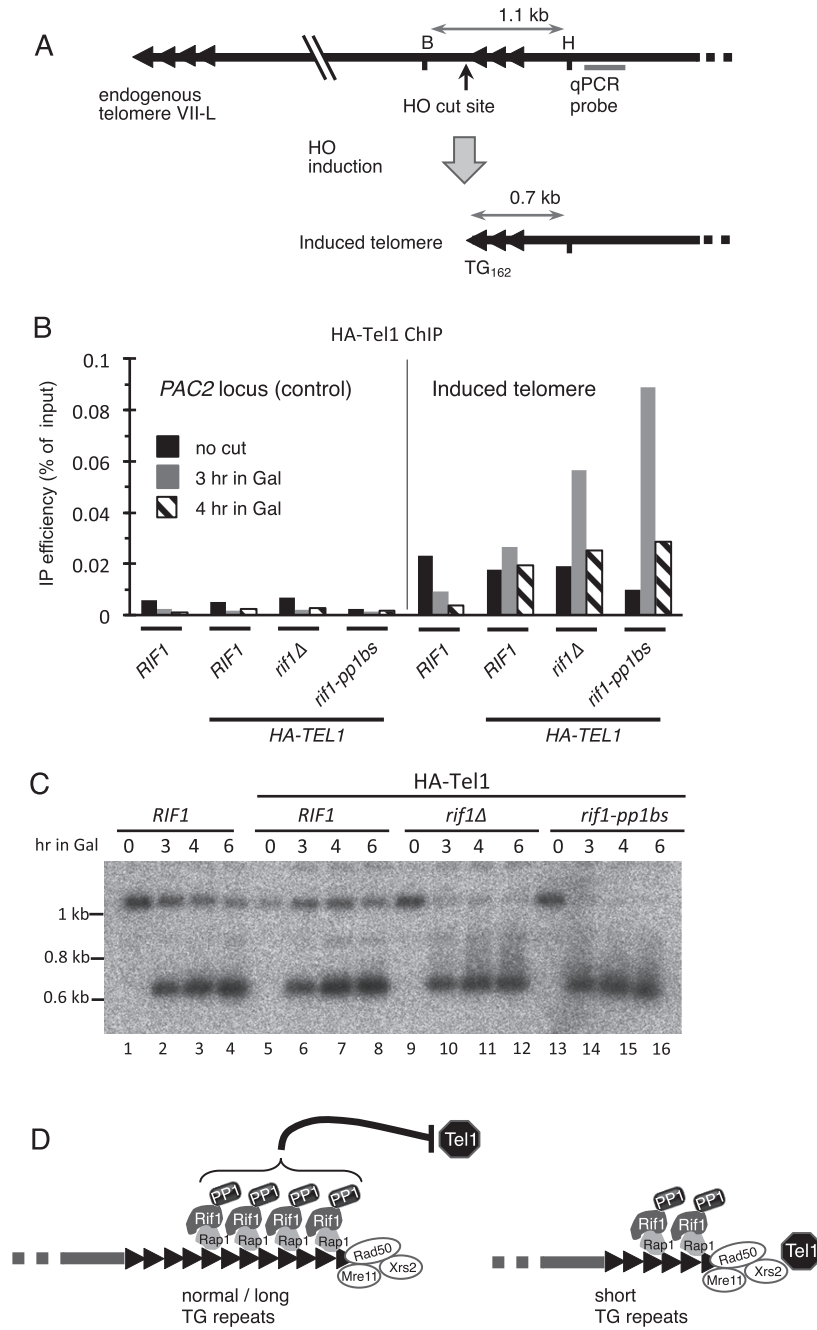 A
1.1 kb
B
H
endogenous
telomere VII-L
HO cut site
qPCR
probe
HO
induction
0.7 kb
Induced telomere
TG162
B
HA-Tel1 ChIP
IP efficiency (% of input)
0.1
0.08
0.06
0.04
0.02
0
PAC2 locus (control)
Induced telomere
no cut
3 hr in Gal
4 hr in Gal
RIF1
RIF1
rif1Δ
rif1-pp1bs
RIF1
RIF1
rif1Δ
rif1-pp1bs
HA-TEL1
HA-TEL1
C
HA-Tel1
RIF1
RIF1
rif1Δ
rif1-pp1bs
hr in Gal
0 3 4 6 0 3 4 6 0 3 4 6 0 3 4 6
1 kb
0.8 kb
0.6 kb
1 2 3 4 5 6 7 8 9 10 11 12 13 14 15 16
D
Tel1
PP1 PP1 PP1 PP1
Rif1 Rif1 Rif1 Rif1
Rap1 Rap1 Rap1 Rap1
Rad50
Mre11
Xrs2
normal / long
TG repeats
PP1 PP1
Rif1 Rif1
Rap1 Rap1
Rad50
Mre11
Xrs2
Tel1
short
TG repeats